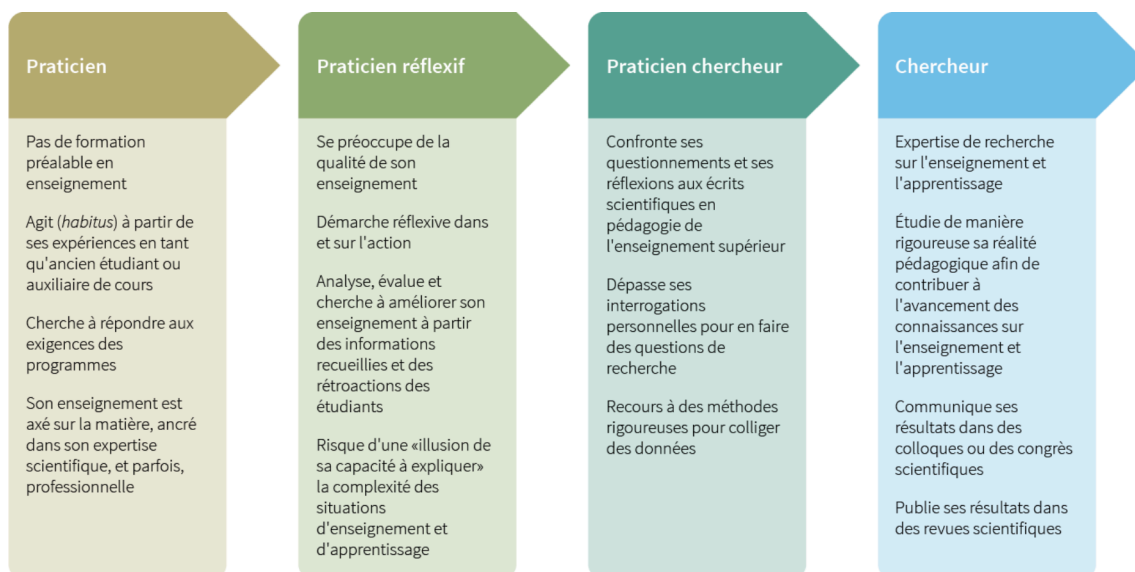 Praticien
Pas de formation
préalable en
enseignement
Agit (habitus) à partir de
ses expériences en tant
qu'ancien étudiant ou
auxiliaire de cours
Cherche à répondre aux
exigences des
programmes
Son enseignement est
axé sur la matière, ancré
dans son expertise
scientifique, et parfois,
professionnelle
Praticien réflexif
Se préoccupe de la
qualité de son
enseignement
Démarche réflexive dans
et sur l'action
Analyse, évalue et
cherche à améliorer son
enseignement à partir
des informations
recueillies et des
rétroactions des
étudiants
Risque d'une «illusion de
sa capacité à expliquer»
la complexité des
situations
d'enseignement et
d'apprentissage
Praticien chercheur
Confronte ses
questionnements et ses
réflexions aux écrits
scientifiques en
pédagogie de
l'enseignement supérieur
Dépasse ses
interrogations
personnelles pour en faire
des questions de
recherche
Recours à des méthodes
rigoureuses pour colliger
des données
Chercheur
Expertise de recherche
sur l'enseignement et
l'apprentissage
Étudie de manière
rigoureuse sa réalité
pédagogique afin de
contribuer à
l'avancement des
connaissances sur
l'enseignement et
l'apprentissage
Communique ses
résultats dans des
colloques ou des congrès
scientifiques
Publie ses résultats dans
des revues scientifiques